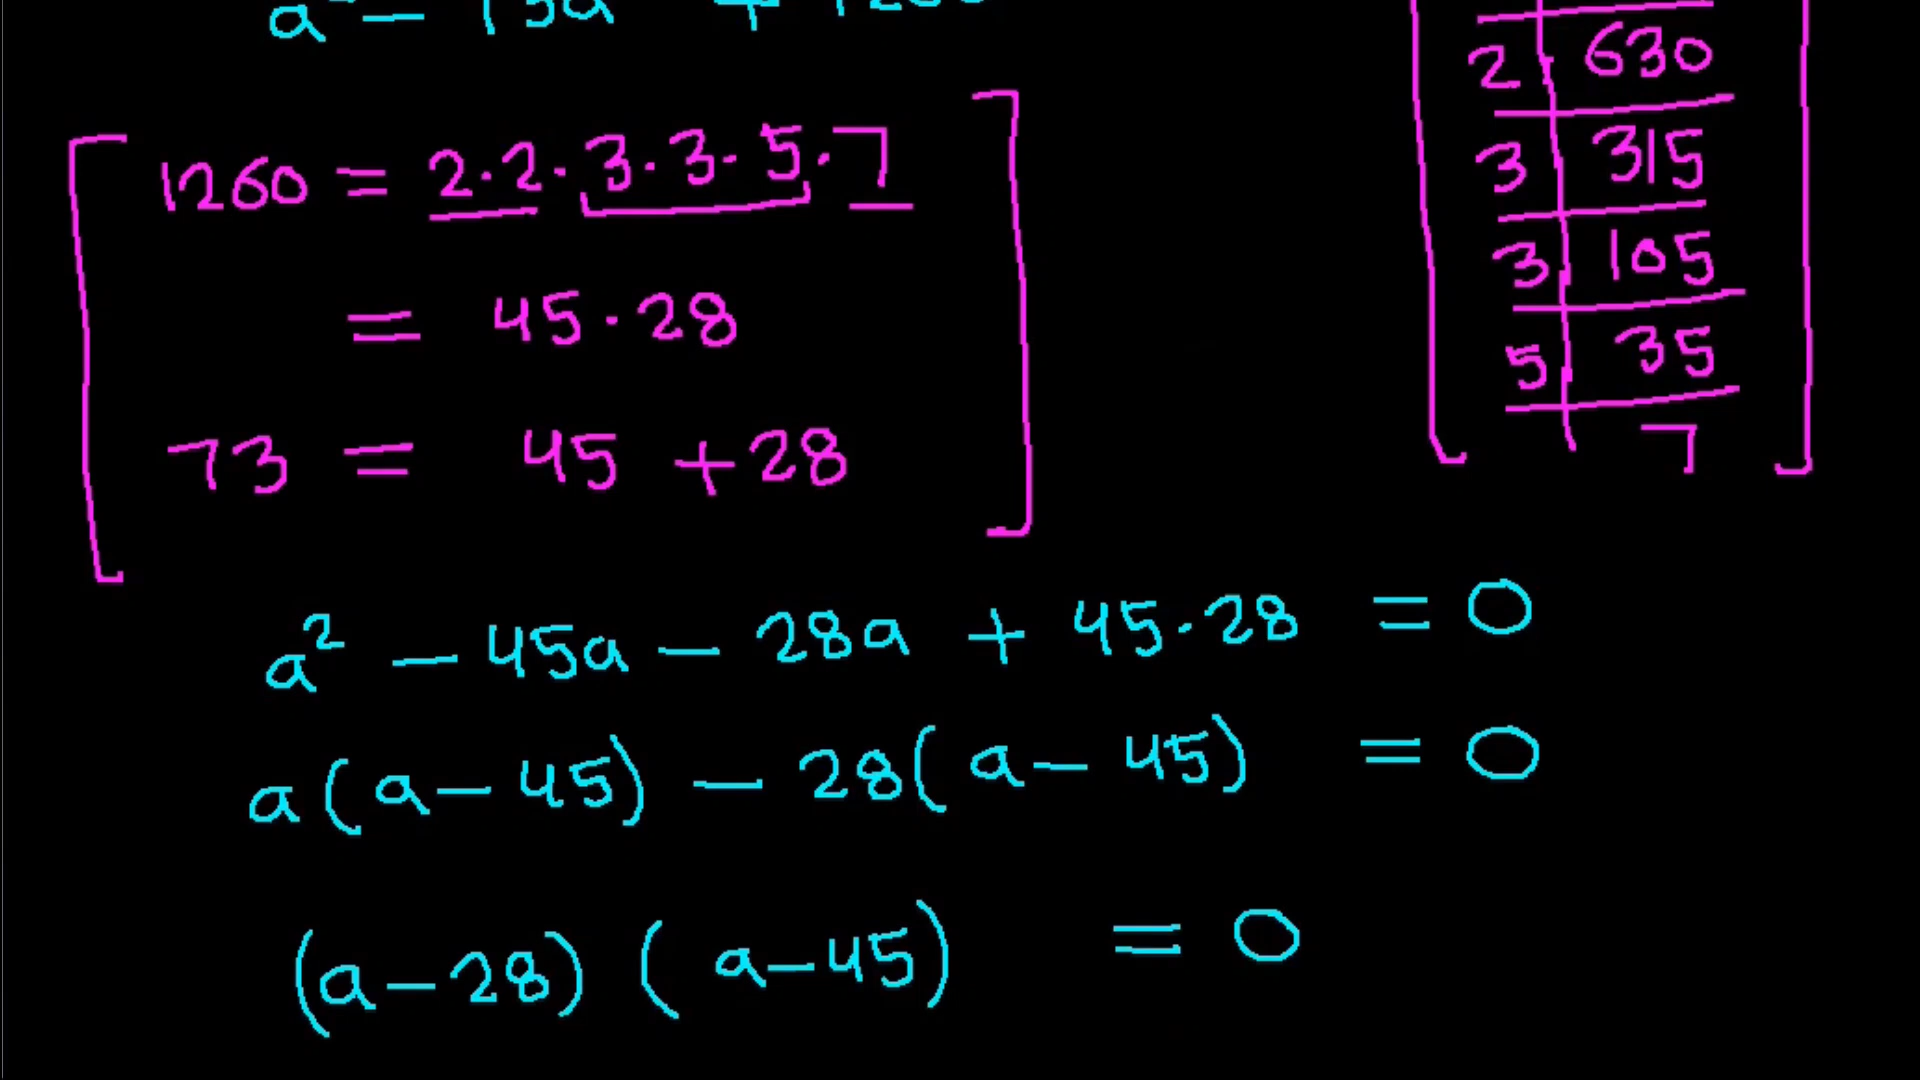 2 630
1260 = 2·2·3·3·5·7
3 315
3 105
= 45·28
5 35
73 = 45 + 28
7
a² - 45a - 28a + 45·28 = 0
a(a - 45) - 28(a - 45) = 0
(a - 28) (a - 45) = 0